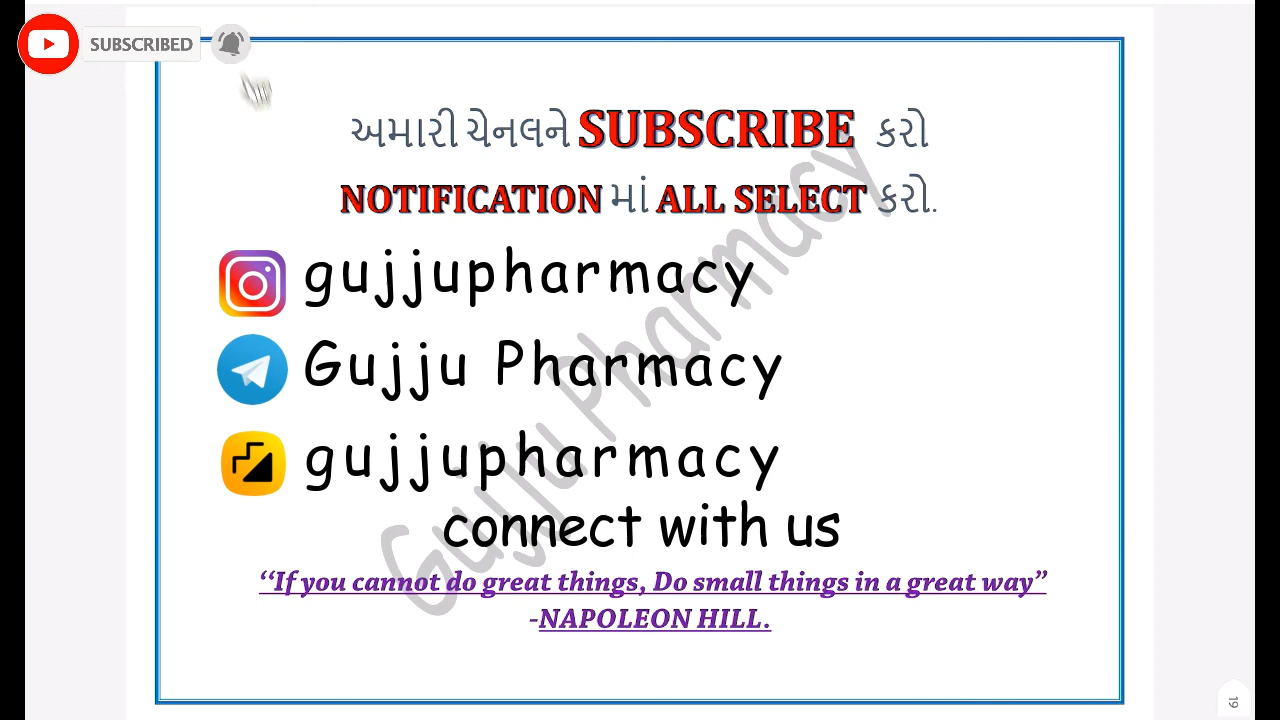 SUBSCRIBED
અમારી ચેનલને SUBSCRIBE કરો
NOTIFICATION માં ALL SELECT કરો.
gujjupharmacy
Gujju Pharmacy
gujjupharmacy
connect with us
“If you cannot do great things, Do small things in a great way”
-NAPOLEON HILL.
Gujju Pharmacy
19